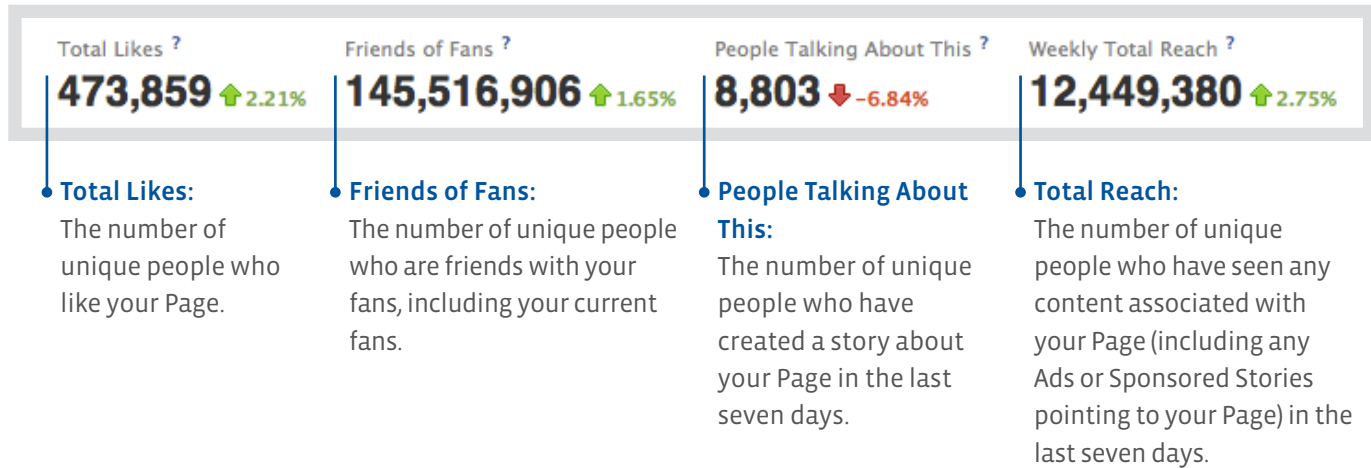 Total Likes ?
473,859 2.21%
Friends of Fans ?
145,516,906 1.65%
People Talking About This ?
8,803 -6.84%
Weekly Total Reach ?
12,449,380 2.75%
Total Likes:
The number of
unique people who
like your Page.
Friends of Fans:
The number of unique people
who are friends with your
fans, including your current
fans.
People Talking About
This:
The number of unique
people who have
created a story about
your Page in the last
seven days.
Total Reach:
The number of unique
people who have seen any
content associated with
your Page (including any
Ads or Sponsored Stories
pointing to your Page) in the
last seven days.